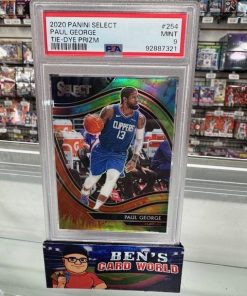 2020 PANINI SELECT #254
PAUL GEORGE MINT
TIE-DYE PRIZM 9
PSA 92887321
SELECT
CLIPPERS
13
PAUL GEORGE
BEN'S
CARD WORLD